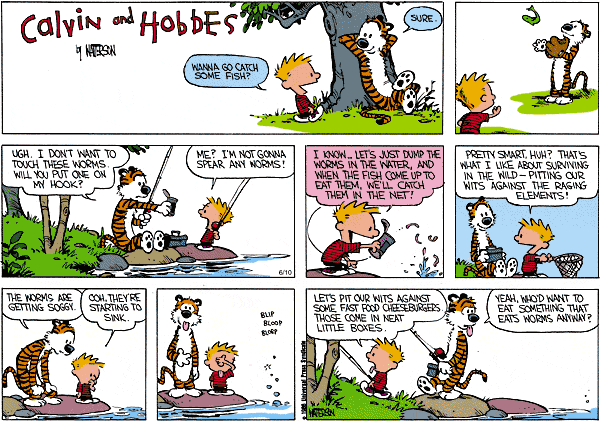 Calvin and Hobbes
by WATTERSON
WANNA GO CATCH
SOME FISH?
SURE.
UGH. I DON'T WANT TO
TOUCH THESE WORMS.
WILL YOU PUT ONE ON
MY HOOK?
ME? I'M NOT GONNA
SPEAR ANY WORMS!
6/10
I KNOW... LET'S JUST DUMP THE
WORMS IN THE WATER, AND
WHEN THE FISH COME UP TO
EAT THEM, WE'LL CATCH
THEM IN THE NET!
PRETTY SMART, HUH? THAT'S
WHAT I LIKE ABOUT SURVIVING
IN THE WILD – PITTING OUR
WITS AGAINST THE RAGING
ELEMENTS!
THE WORMS ARE
GETTING SOGGY.
OOH, THEY'RE
STARTING TO
SINK.
BLIP
BLOOP
BLORP
LET'S PIT OUR WITS AGAINST
SOME FAST FOOD CHEESEBURGERS.
THOSE COME IN NEAT
LITTLE BOXES.
YEAH, WHO'D WANT TO
EAT SOMETHING THAT
EATS WORMS ANYWAY?
Universal Press Syndicate
WATTERSON